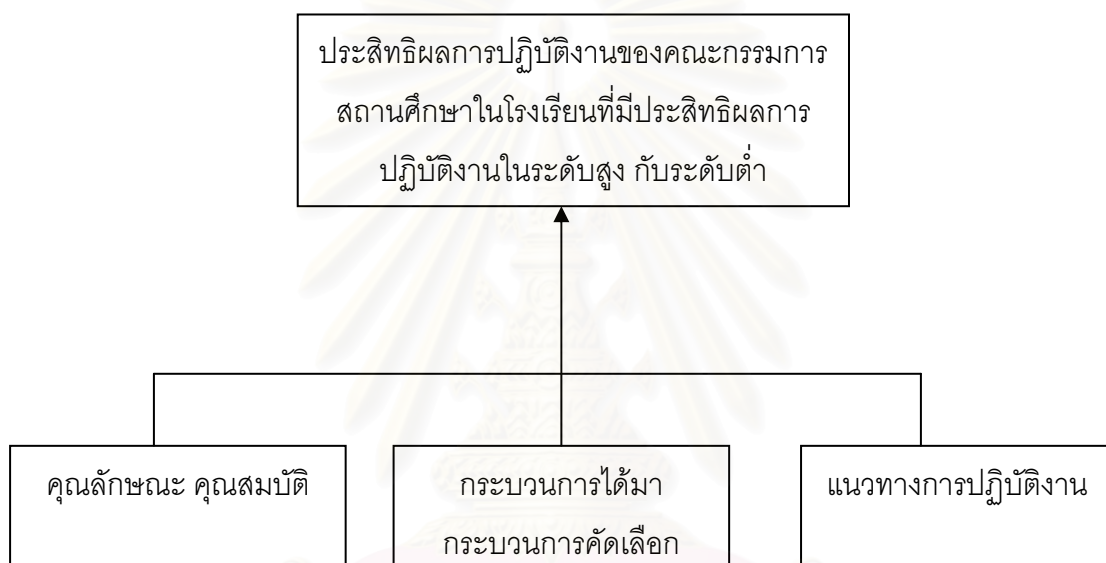 ประสิทธิผลการปฏิบัติงานของคณะกรรมการ
สถานศึกษาในโรงเรียนที่มีประสิทธิผลการ
ปฏิบัติงานในระดับสูง กับระดับต่ำ
คุณลักษณะ คุณสมบัติ
กระบวนการได้มา
กระบวนการคัดเลือก
แนวทางการปฏิบัติงาน